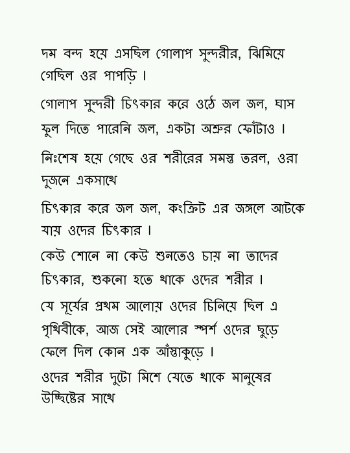 দম বন্দ হয়ে এসছিল গোলাপ সুন্দরীর, ঝিমিয়ে
গেছিল ওর পাপড়ি ।
গোলাপ সুন্দরী চিৎকার করে ওঠে জল জল, ঘাস
ফুল দিতে পারেনি জল, একটা অশ্রুর ফোঁটাও ।
নিঃশেষ হয়ে গেছে ওর শরীরের সমস্ত তরল, ওরা
দুজনে একসাথে
চিৎকার করে জল জল, কংক্রিট এর জঙ্গলে আটকে
যায় ওদের চিৎকার ।
কেউ শোনে না কেউ শুনতেও চায় না তাদের
চিৎকার, শুকনো হতে থাকে ওদের শরীর ।
যে সূর্যের প্রথম আলোয় ওদের চিনিয়ে ছিল এ
পৃথিবীকে, আজ সেই আলোর স্পর্শ ওদের ছুড়ে
ফেলে দিল কোন এক আঁস্তাকুড়ে ।
ওদের শরীর দুটো মিশে যেতে থাকে মানুষের
উচ্ছিষ্টের সাথে